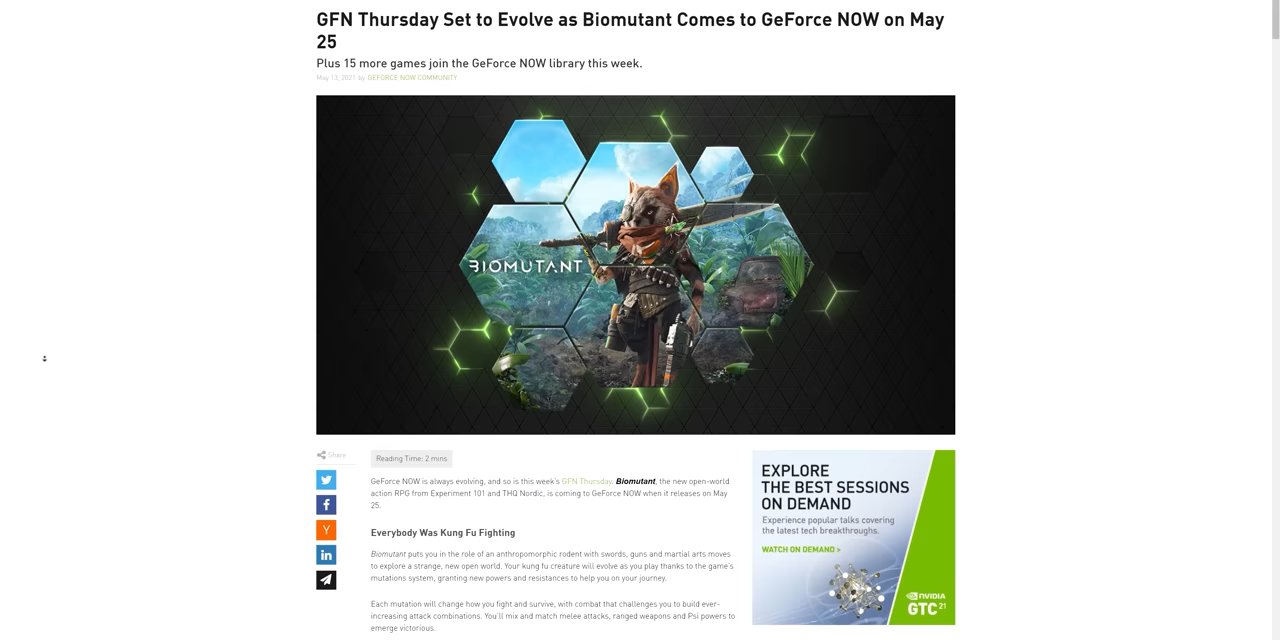 GFN Thursday Set to Evolve as Biomutant Comes to GeForce NOW on May
25
Plus 15 more games join the GeForce NOW library this week.
May 13, 2021 by GEFORCE NOW COMMUNITY
BIOMUTANT
Share
Reading Time: 2 mins
GeForce NOW is always evolving, and so is this week's GFN Thursday. Biomutant, the new open-world
action RPG from Experiment 101 and THQ Nordic, is coming to GeForce NOW when it releases on May
25.
Everybody Was Kung Fu Fighting
Biomutant puts you in the role of an anthropomorphic rodent with swords, guns and martial arts moves
to explore a strange, new open world. Your kung fu creature will evolve as you play thanks to the game's
mutations system, granting new powers and resistances to help you on your journey.
Each mutation will change how you fight and survive, with combat that challenges you to build ever-
increasing attack combinations. You'll mix and match melee attacks, ranged weapons and Psi powers to
emerge victorious.
EXPLORE
THE BEST SESSIONS
ON DEMAND
Experience popular talks covering
the latest tech breakthroughs.
WATCH ON DEMAND >
NVIDIA
GTC 21